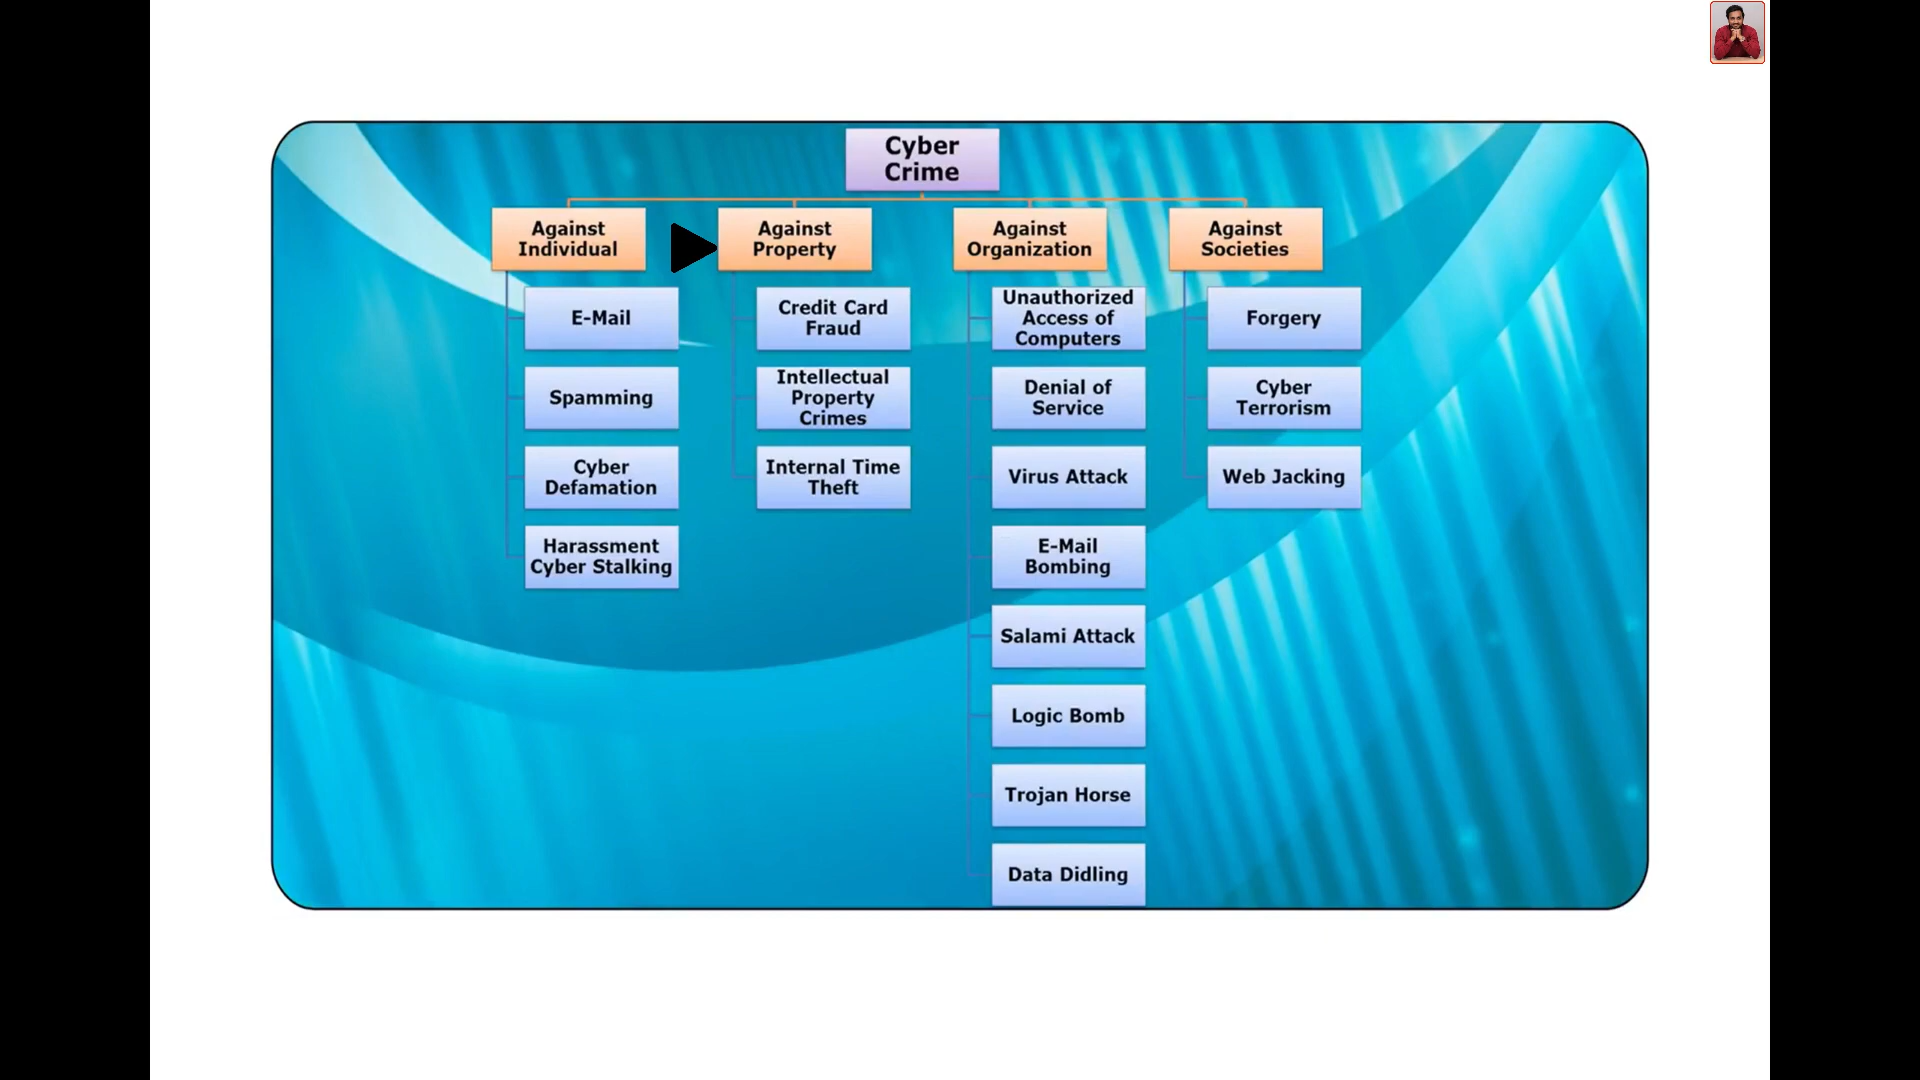 Cyber
Crime
Against
Individual
E-Mail
Spamming
Cyber
Defamation
Harassment
Cyber Stalking
Against
Property
Credit Card
Fraud
Intellectual
Property
Crimes
Internal Time
Theft
Against
Organization
Unauthorized
Access of
Computers
Denial of
Service
Virus Attack
E-Mail
Bombing
Salami Attack
Logic Bomb
Trojan Horse
Data Didling
Against
Societies
Forgery
Cyber
Terrorism
Web Jacking